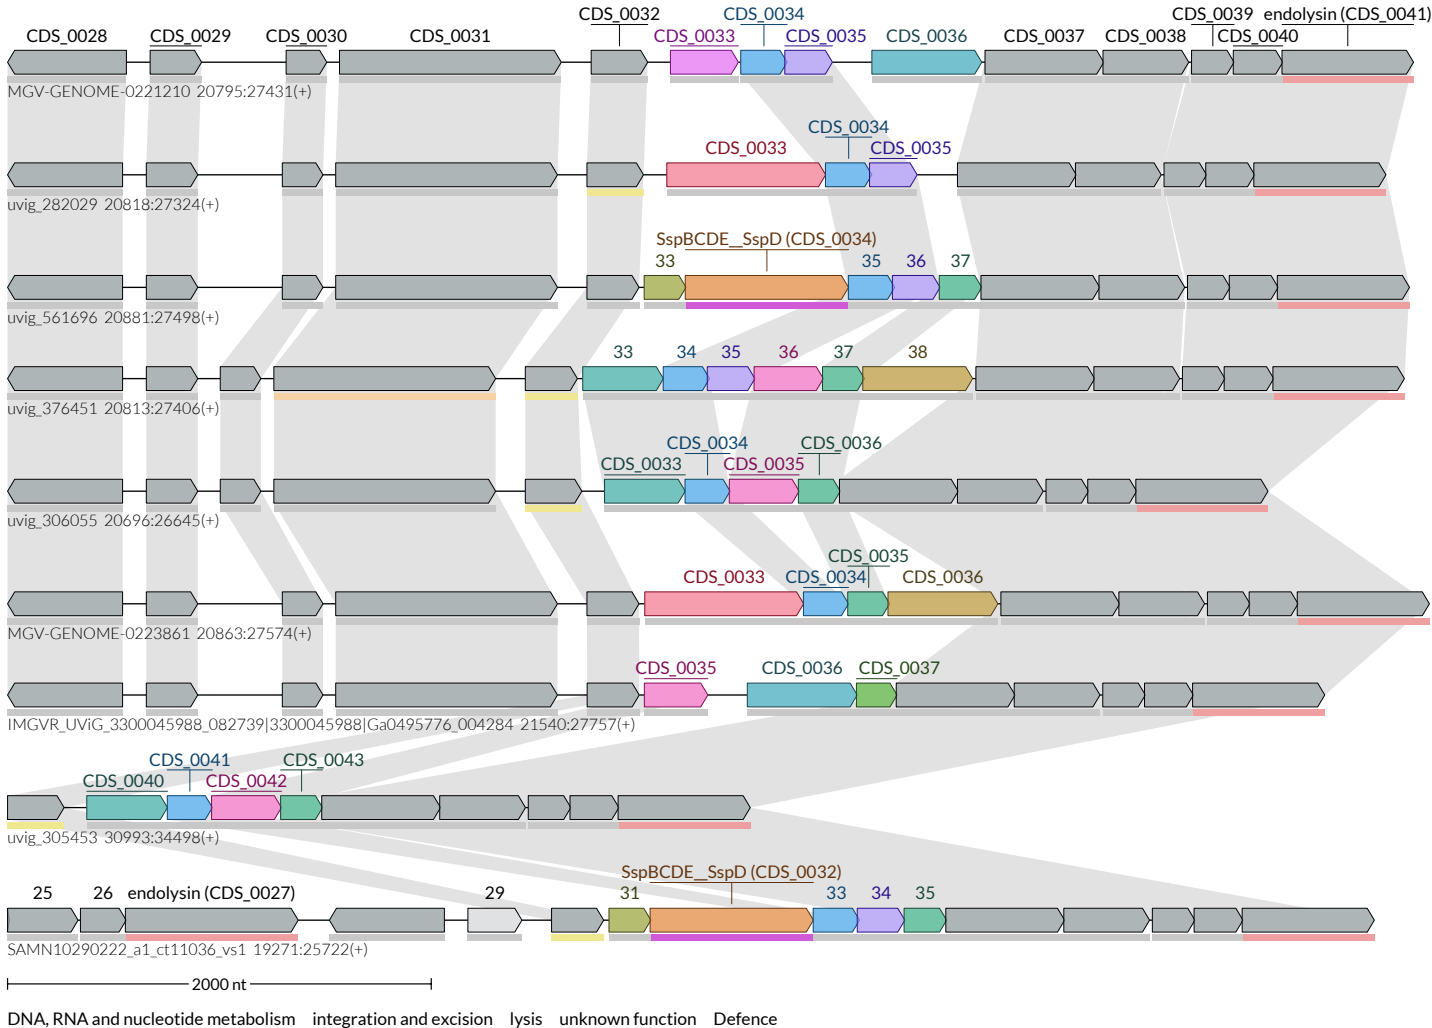 CDS_0032 CDS_0034 CDS_0039 endolysin (CDS_0041)
CDS_0028 CDS_0029 CDS_0030 CDS_0031 CDS_0033 CDS_0035 CDS_0036 CDS_0037 CDS_0038 CDS_0040
MGV-GENOME-0221210 20795:27431(+)
CDS_0034
CDS_0033 CDS_0035
uvig_282029 20818:27324(+)
SspBCDE__SspD (CDS_0034)
33 35 36 37
uvig_561696 20881:27498(+)
33 34 35 36 37 38
uvig_376451 20813:27406(+)
CDS_0034 CDS_0036
CDS_0033 CDS_0035
uvig_306055 20696:26645(+)
CDS_0035
CDS_0033 CDS_0034 CDS_0036
MGV-GENOME-0223861 20863:27574(+)
CDS_0035 CDS_0036 CDS_0037
IMGVR_UViG_3300045988_082739|3300045988|Ga0495776_004284 21540:27757(+)
CDS_0041 CDS_0043
CDS_0040 CDS_0042
uvig_305453 30993:34498(+)
SspBCDE__SspD (CDS_0032)
25 26 endolysin (CDS_0027) 29 31 33 34 35
SAMN10290222_a1_ct11036_vs1 19271:25722(+)
2000 nt
DNA, RNA and nucleotide metabolism integration and excision lysis unknown function Defence